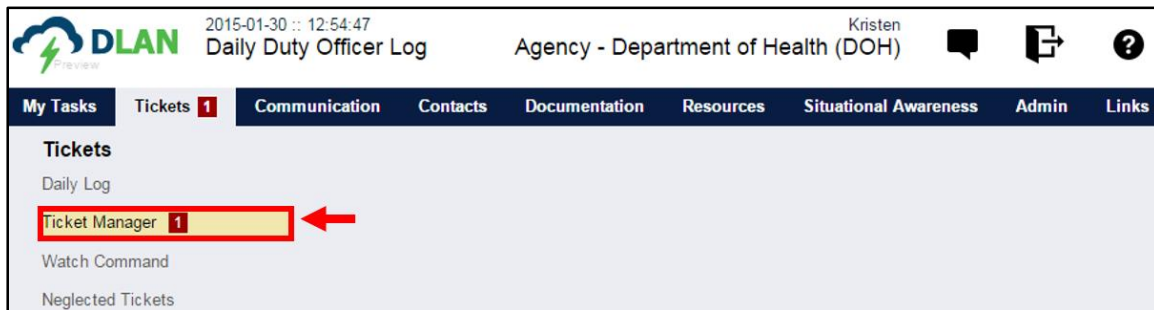 DLAN
Preview
2015-01-30 :: 12:54:47
Daily Duty Officer Log
Kristen
Agency - Department of Health (DOH)
?
My Tasks Tickets 1 Communication Contacts Documentation Resources Situational Awareness Admin Links
Tickets
Daily Log
Ticket Manager 1
Watch Command
Neglected Tickets